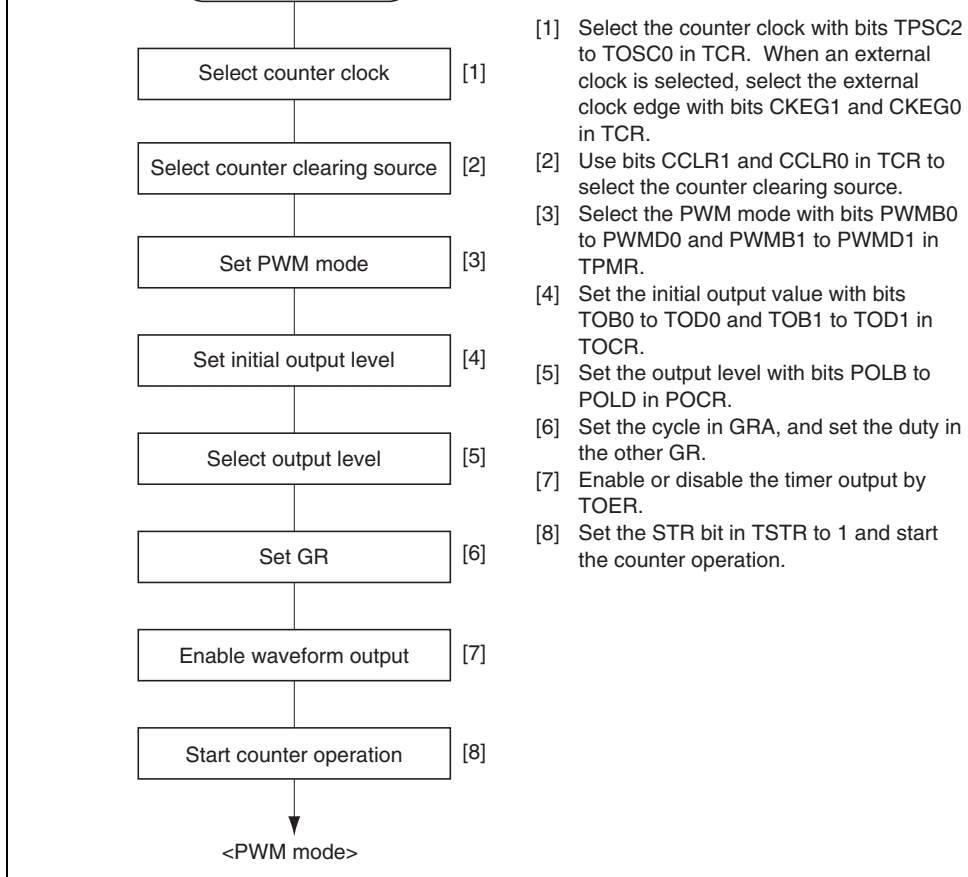 Select counter clock [1]
Select counter clearing source [2]
Set PWM mode [3]
Set initial output level [4]
Select output level [5]
Set GR [6]
Enable waveform output [7]
Start counter operation [8]
<PWM mode>
[1] Select the counter clock with bits TPSC2
to TOSC0 in TCR. When an external
clock is selected, select the external
clock edge with bits CKEG1 and CKEG0
in TCR.
[2] Use bits CCLR1 and CCLR0 in TCR to
select the counter clearing source.
[3] Select the PWM mode with bits PWMB0
to PWMD0 and PWMB1 to PWMD1 in
TPMR.
[4] Set the initial output value with bits
TOB0 to TOD0 and TOB1 to TOD1 in
TOCR.
[5] Set the output level with bits POLB to
POLD in POCR.
[6] Set the cycle in GRA, and set the duty in
the other GR.
[7] Enable or disable the timer output by
TOER.
[8] Set the STR bit in TSTR to 1 and start
the counter operation.